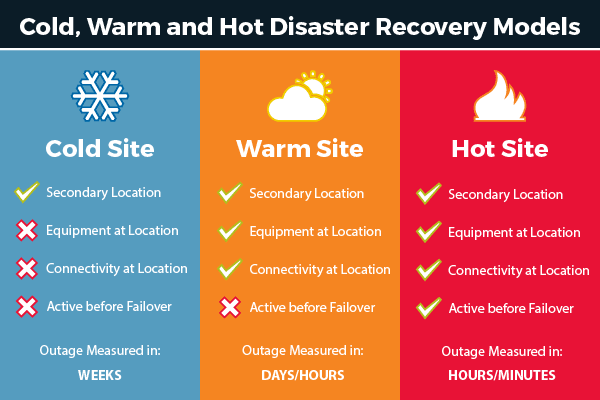 Cold, Warm and Hot Disaster Recovery Models
Cold Site
Secondary Location
Equipment at Location
Connectivity at Location
Active before Failover
Outage Measured in:
WEEKS
Warm Site
Secondary Location
Equipment at Location
Connectivity at Location
Active before Failover
Outage Measured in:
DAYS/HOURS
Hot Site
Secondary Location
Equipment at Location
Connectivity at Location
Active before Failover
Outage Measured in:
HOURS/MINUTES